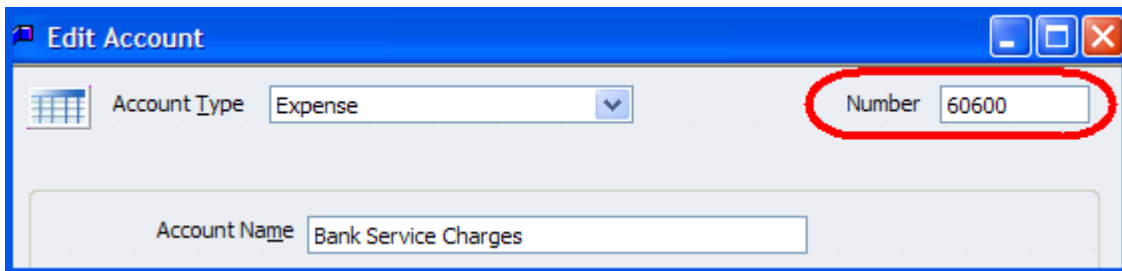 Edit Account
Account Type Expense Number 60600
Account Name Bank Service Charges